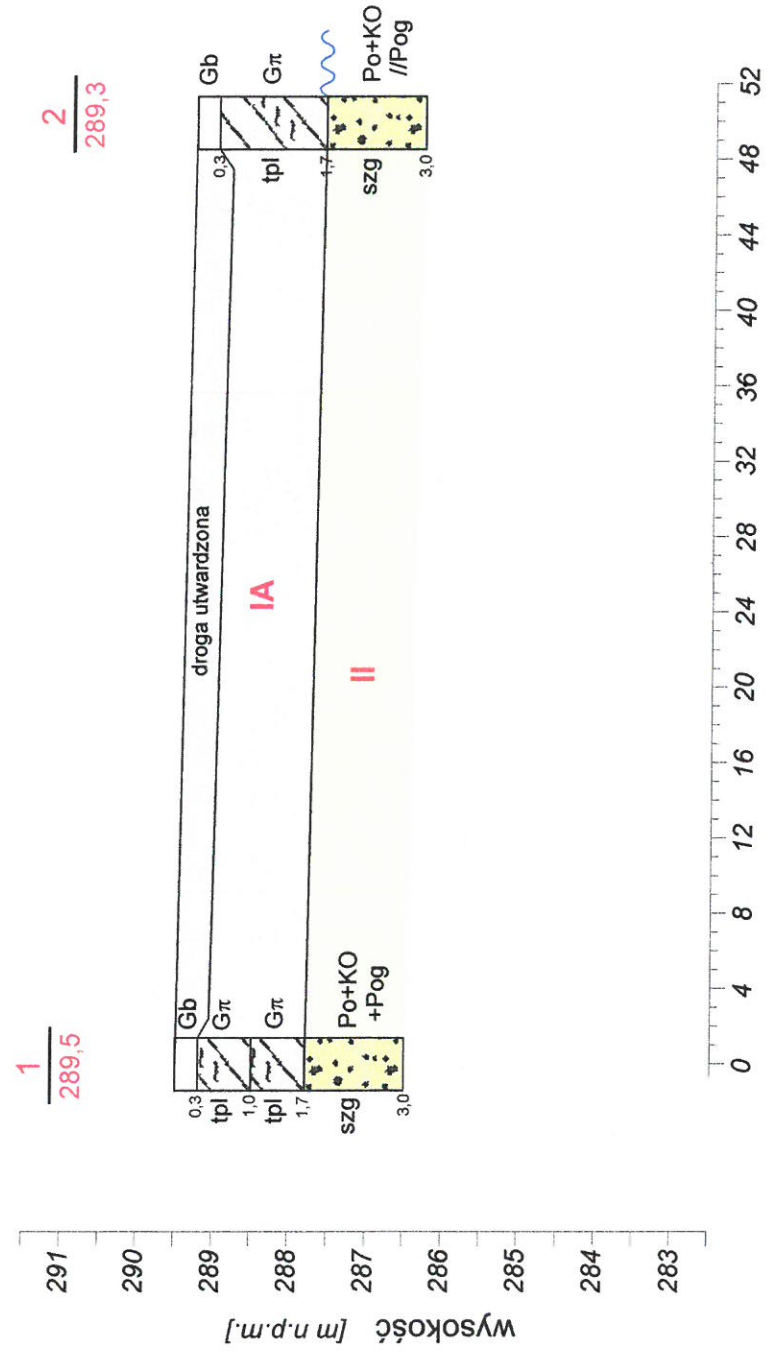 1
289,5
2
289,3
Gb
0,3
Gπ
tpl
1,0
Gπ
tpl
1,7
Po+KO
+Pog
szg
3,0
droga utwardzona
IA
II
Gb
0,3
Gπ
tpl
1,7
Po+KO
//Pog
szg
3,0
wysokość [m n.p.m.]
291
290
289
288
287
286
285
284
283
0 4 8 12 16 20 24 28 32 36 40 44 48 52